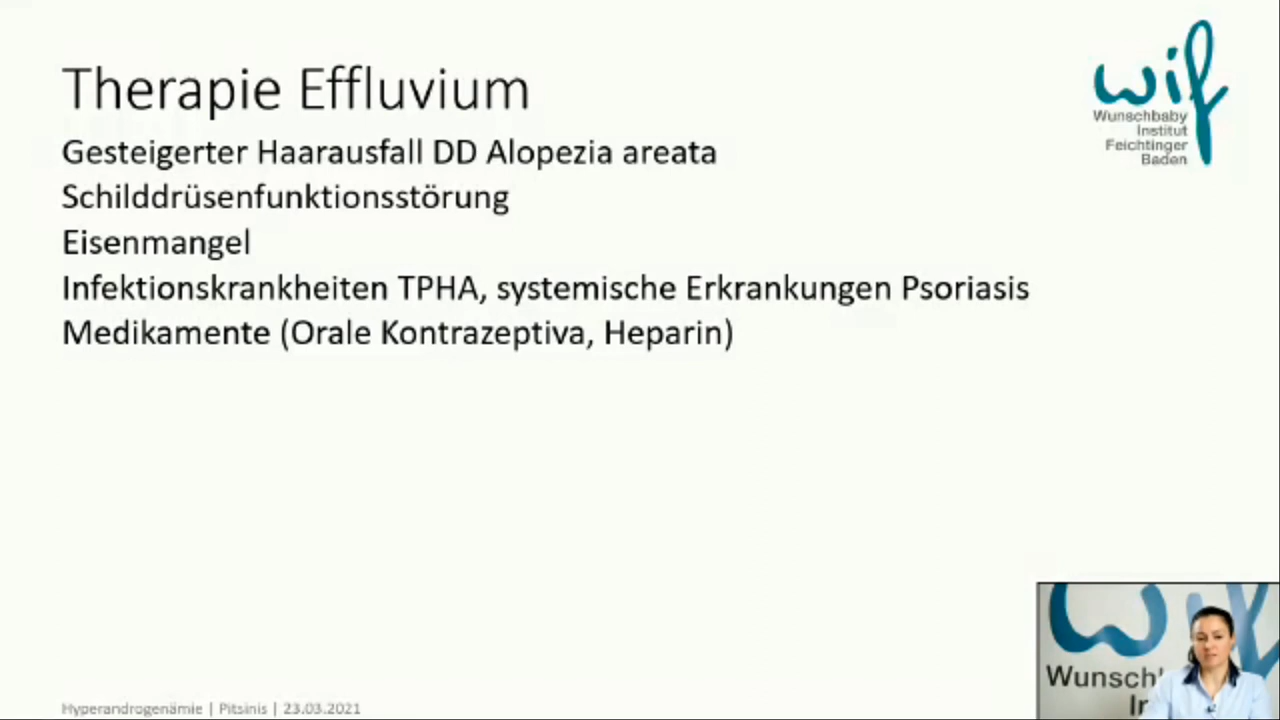 Therapie Effluvium
Gesteigerter Haarausfall DD Alopezia areata
Schilddrüsenfunktionsstörung
Eisenmangel
Infektionskrankheiten TPHA, systemische Erkrankungen Psoriasis
Medikamente (Orale Kontrazeptiva, Heparin)
wif
Wunschbaby
Institut
Feichtinger
Baden
Wunsch
In
Hyperandrogenämie | Pitsinis | 23.03.2021